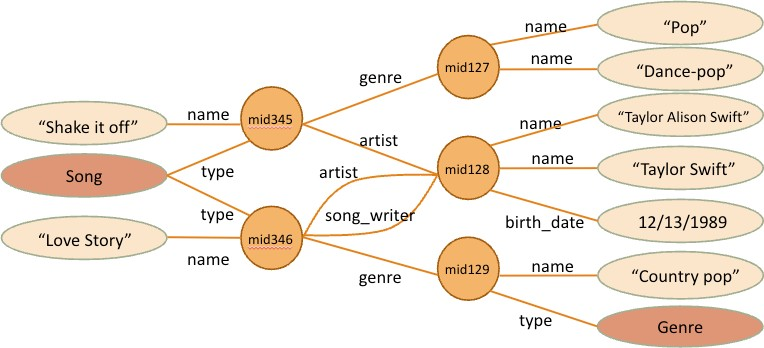 name
“Pop”
mid127
name
“Dance-pop”
genre
“Shake it off”
name
mid345
artist
name
“Taylor Alison Swift”
Song
type
artist
mid128
name
“Taylor Swift”
type
song_writer
birth_date
12/13/1989
“Love Story”
name
mid346
genre
mid129
name
“Country pop”
type
Genre